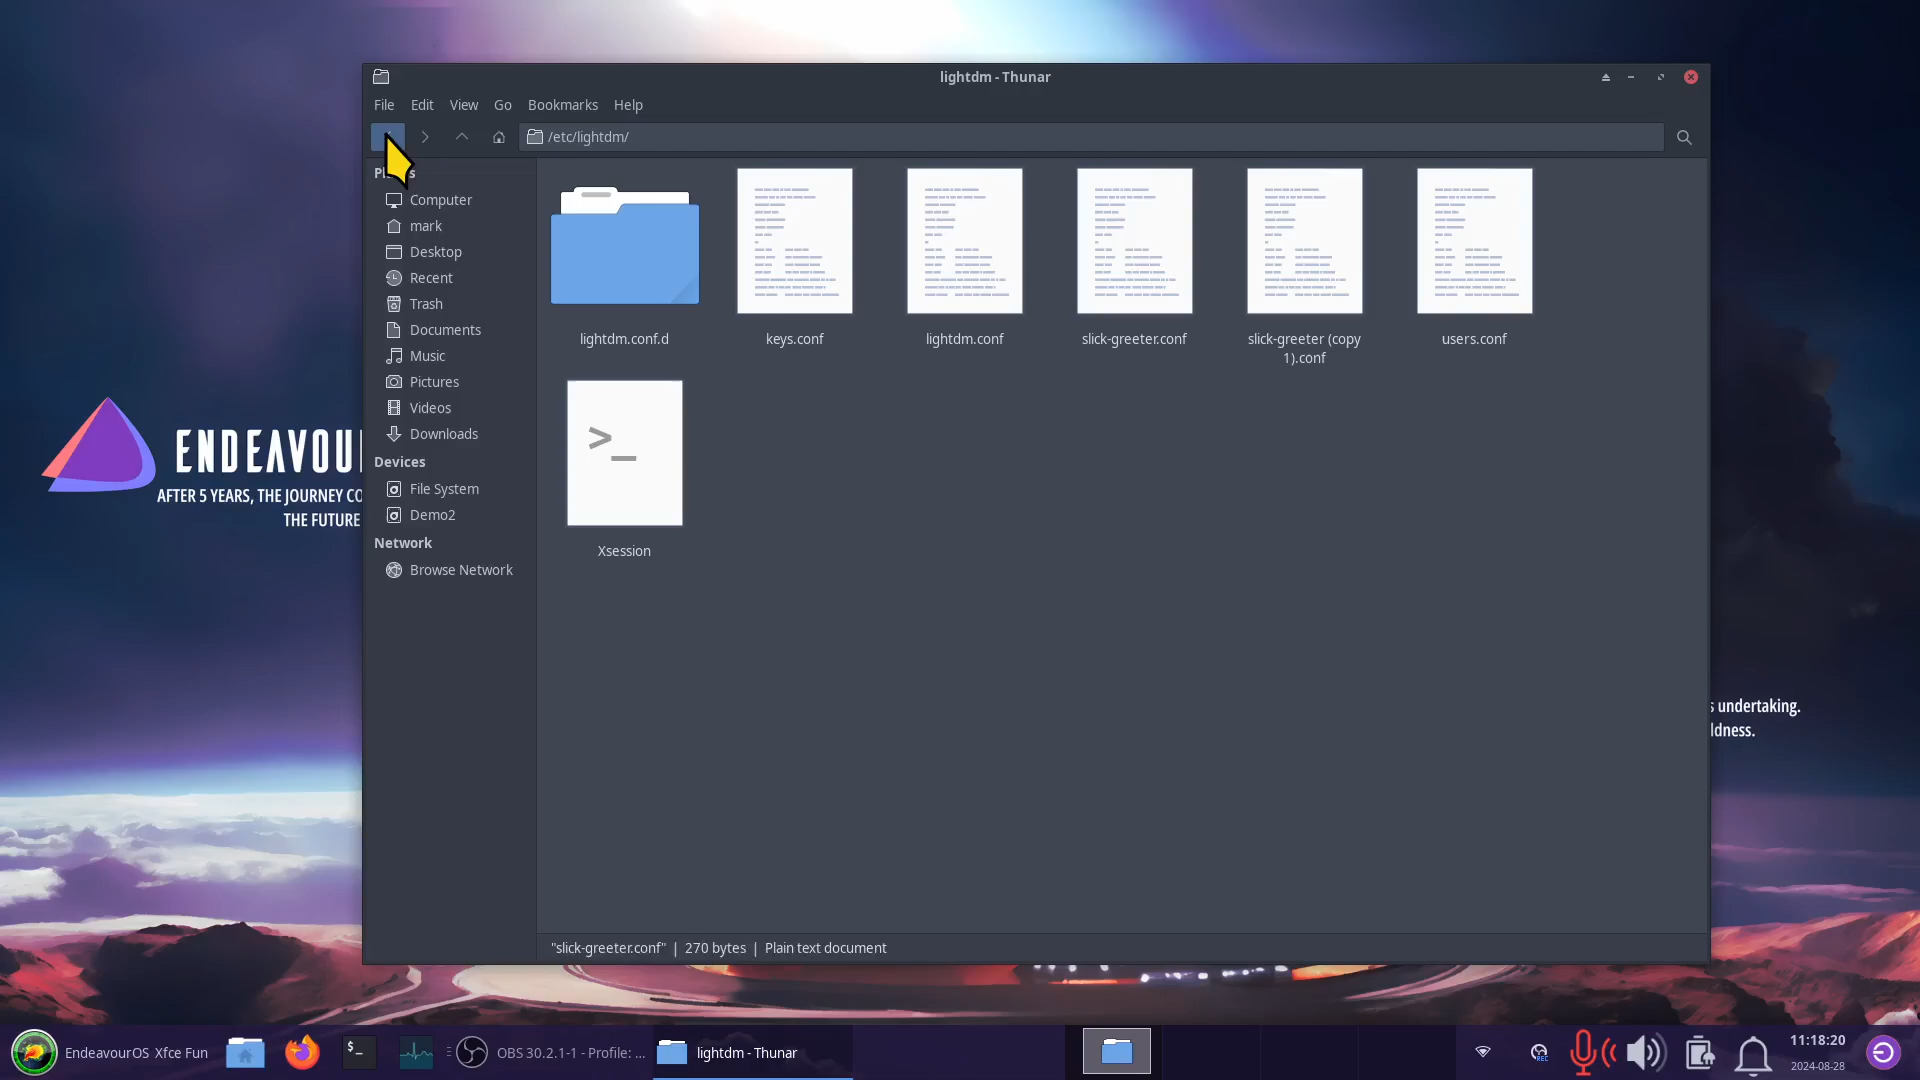 lightdm - Thunar
File Edit View Go Bookmarks Help
/etc/lightdm/
Computer
mark
Desktop
Recent
Trash
Documents
Music
Pictures
Videos
Downloads
Devices
File System
Demo2
Network
Browse Network
lightdm.conf.d
keys.conf
lightdm.conf
slick-greeter.conf
slick-greeter (copy
1).conf
users.conf
Xsession
"slick-greeter.conf" | 270 bytes | Plain text document
ENDEAVOU
AFTER 5 YEARS, THE JOURNEY CO
THE FUTURE
s undertaking.
ldness.
EndeavourOS Xfce Fun
$_
OBS 30.2.1-1 - Profile: ...
lightdm - Thunar
REC
11:18:20
2024-08-28